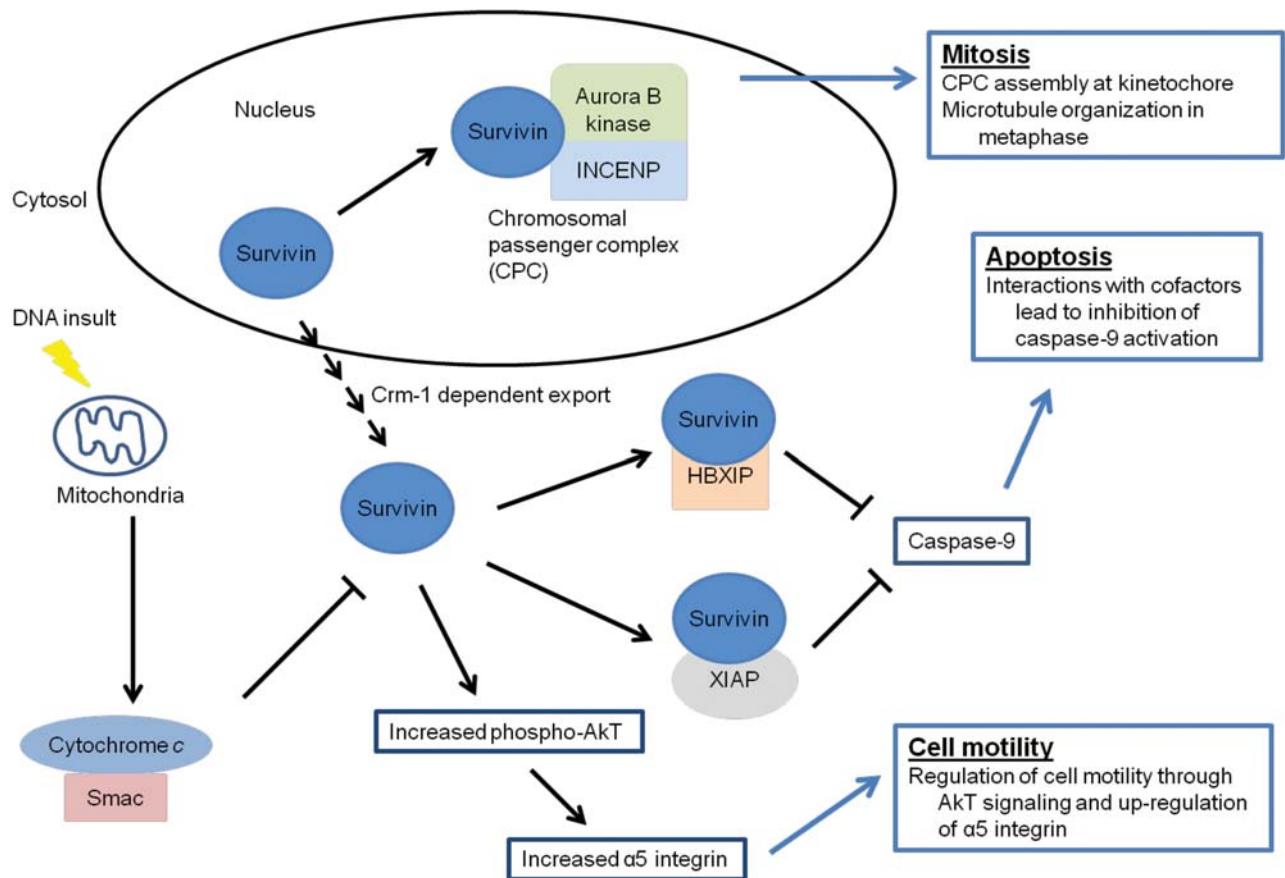 Nucleus
Survivin
Aurora B
kinase
INCENP
Mitosis
CPC assembly at kinetochore
Microtubule organization in
metaphase
Cytosol
Survivin
Chromosomal
passenger complex
(CPC)
Apoptosis
Interactions with cofactors
lead to inhibition of
caspase-9 activation
DNA insult
Crm-1 dependent export
Mitochondria
Survivin
Survivin
HBXIP
Caspase-9
Survivin
XIAP
Cytochrome c
Smac
Increased phospho-AkT
Increased α5 integrin
Cell motility
Regulation of cell motility through
AkT signaling and up-regulation
of α5 integrin